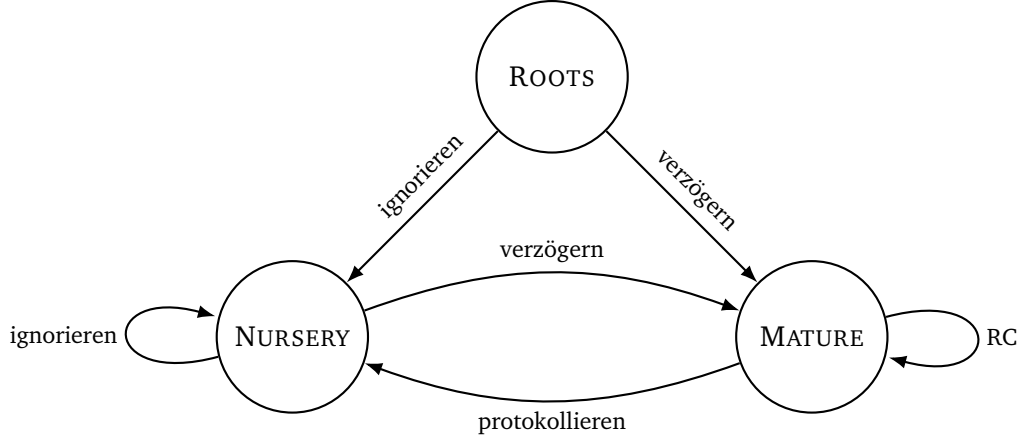 ROOTS
ignorieren
verzögern
verzögern
ignorieren
NURSERY
MATURE
RC
protokollieren